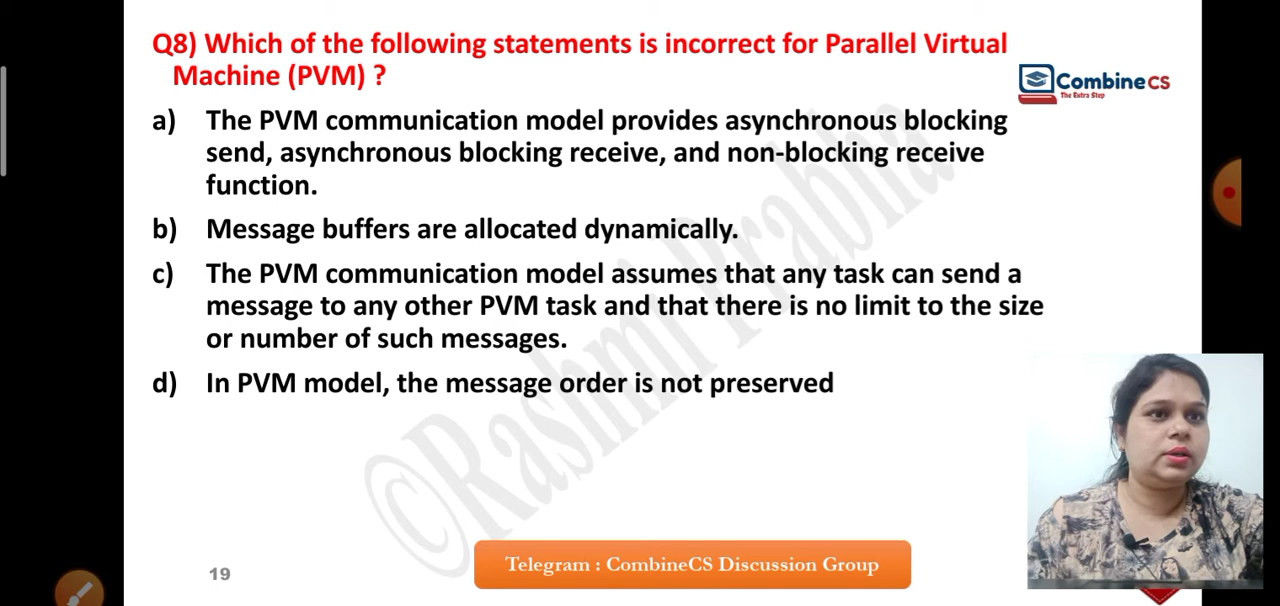 Q8) Which of the following statements is incorrect for Parallel Virtual
Machine (PVM) ?
CombineCS
The Extra Step
a) The PVM communication model provides asynchronous blocking
send, asynchronous blocking receive, and non-blocking receive
function.
b) Message buffers are allocated dynamically.
c) The PVM communication model assumes that any task can send a
message to any other PVM task and that there is no limit to the size
or number of such messages.
d) In PVM model, the message order is not preserved
©Rashmi Prabha
19
Telegram : CombineCS Discussion Group